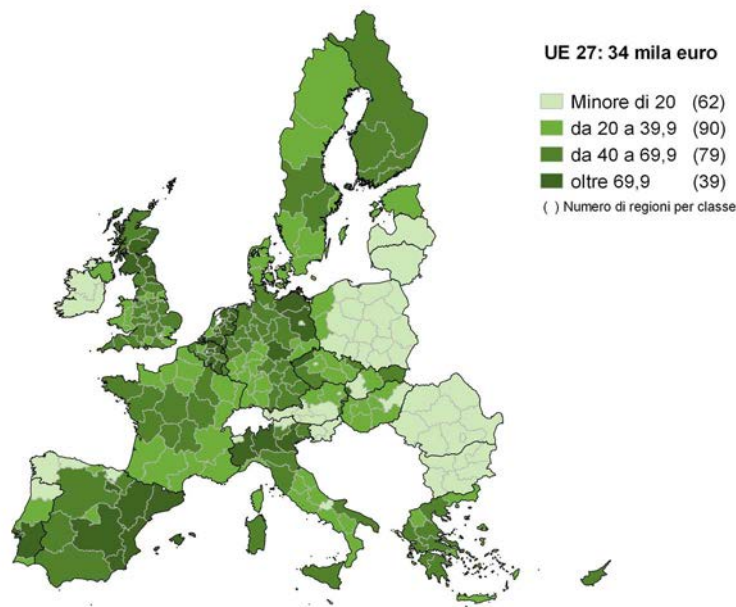 UE 27: 34 mila euro
Minore di 20 (62)
da 20 a 39,9 (90)
da 40 a 69,9 (79)
oltre 69,9 (39)
( ) Numero di regioni per classe